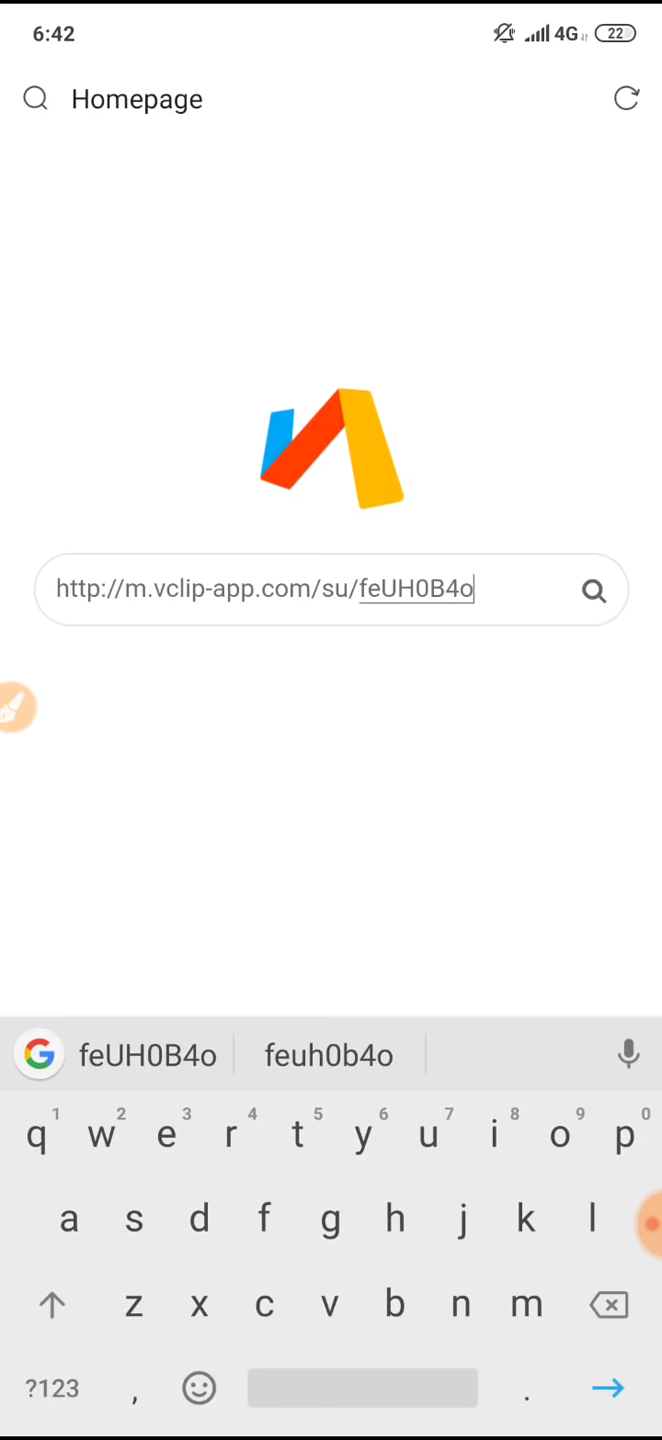 6:42 4G 22
Homepage
http://m.vclip-app.com/su/feUH0B4o
feUH0B4o feuh0b4o
1 2 3 4 5 6 7 8 9 0
q w e r t y u i o p
a s d f g h j k l
z x c v b n m
?123 , .